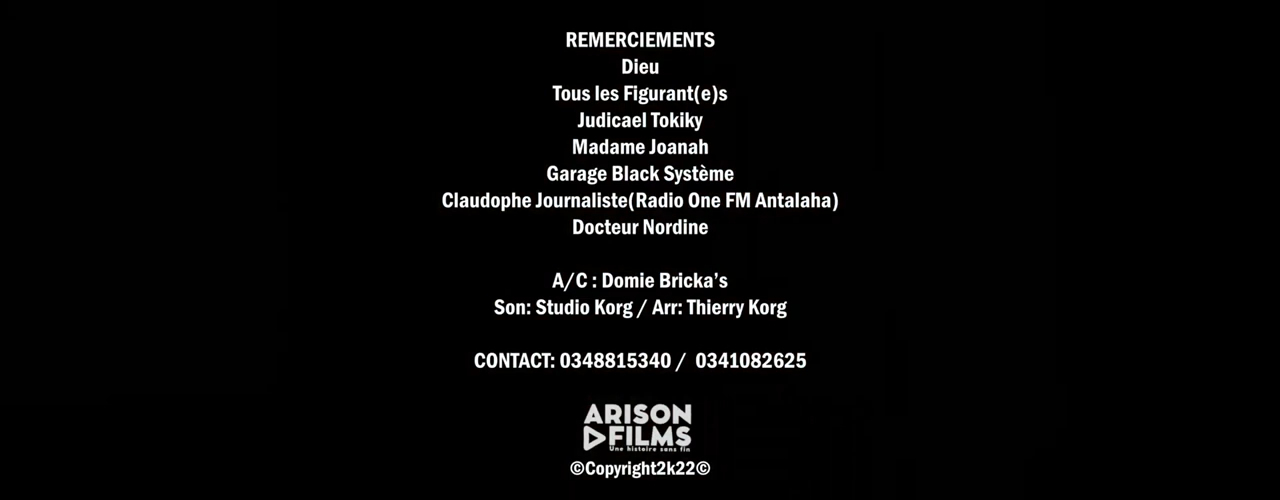 REMERCIEMENTS
Dieu
Tous les Figurant(e)s
Judicael Tokiky
Madame Joanah
Garage Black Système
Claudophe Journaliste(Radio One FM Antalaha)
Docteur Nordine
A/C : Domie Bricka's
Son: Studio Korg / Arr: Thierry Korg
CONTACT: 0348815340 / 0341082625
ARISON
FILMS
Une histoire sans fin
©Copyright2k22©